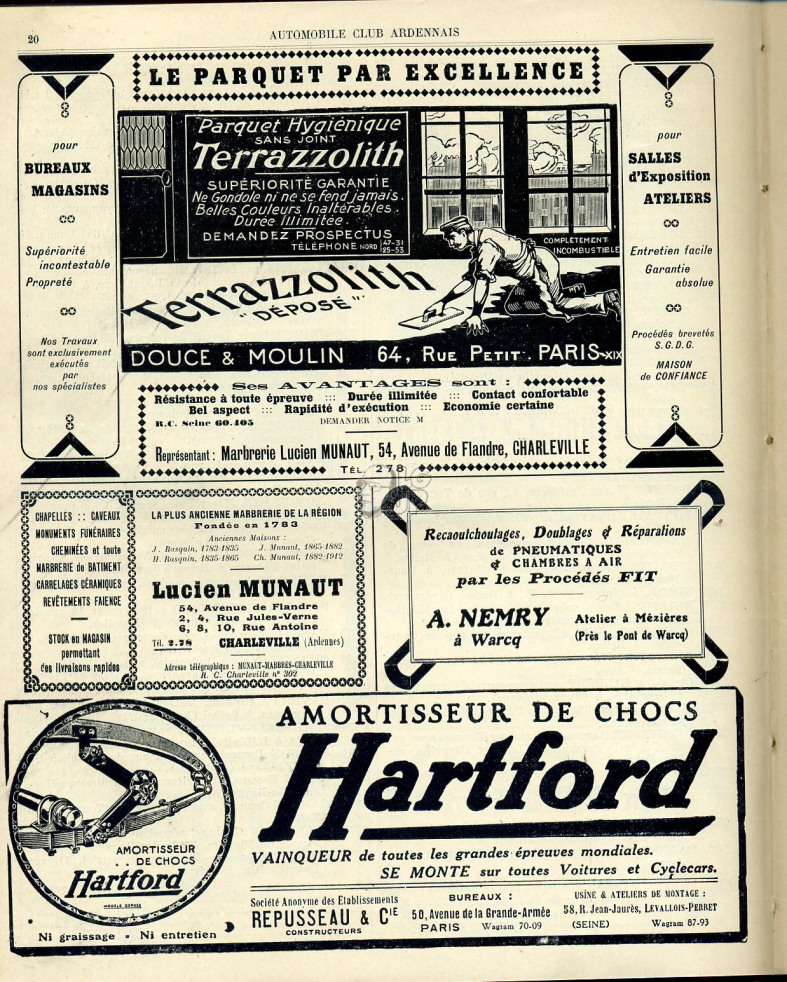 20
AUTOMOBILE CLUB ARDENNAIS
LE PARQUET PAR EXCELLENCE
pour
BUREAUX
MAGASINS
Supériorité
incontestable
Propreté
Nos Travaux
sont exclusivement
exécutés
par
nos spécialistes
Parquet Hygiénique
SANS JOINT
Terrazzolith
SUPÉRIORITÉ GARANTIE
Ne Gondole ni ne se fend jamais.
Belles Couleurs Inaltérables.
Durée Illimitée.
DEMANDEZ PROSPECTUS
TÉLÉPHONE NORD 47-31
25-53
COMPLÈTEMENT
INCOMBUSTIBLE
Terrazzolith
"DÉPOSÉ"
DOUCE & MOULIN 64, RUE PETIT. PARIS-XIX
pour
SALLES
d'Exposition
ATELIERS
Entretien facile
Garantie
absolue
Procédés brevetés
S.G.D.G.
MAISON
de CONFIANCE
Ses AVANTAGES sont :
Résistance à toute épreuve ::: Durée illimitée ::: Contact confortable
Bel aspect ::: Rapidité d'exécution ::: Economie certaine
R.C. Seine 60.105 DEMANDER NOTICE M
Représentant : Marbrerie Lucien MUNAUT, 54, Avenue de Flandre, CHARLEVILLE
TÉL. 278
CHAPELLES :: CAVEAUX
MONUMENTS FUNÉRAIRES
CHEMINÉES et toute
MARBRERIE de BATIMENT
CARRELAGES CÉRAMIQUES
REVÊTEMENTS FAIENCE
STOCK en MAGASIN
permettant
des livraisons rapides
LA PLUS ANCIENNE MARBRERIE DE LA RÉGION
Fondée en 1783
Anciennes Maisons :
J. Rasquin, 1783-1835 J. Munaut, 1865-1882
H. Rasquin, 1835-1865 Ch. Munaut, 1882-1912
Lucien MUNAUT
54, Avenue de Flandre
2, 4, Rue Jules-Verne
6, 8, 10, Rue Antoine
Tél. 2.78 CHARLEVILLE (Ardennes)
Adresse télégraphique : MUNAUT-MARBRES-CHARLEVILLE
R. C. Charleville n° 302
Recaoutchoutages, Doublages & Réparations
de PNEUMATIQUES
& CHAMBRES A AIR
par les Procédés FIT
A. NEMRY
à Warcq
Atelier à Mézières
(Près le Pont de Warcq)
AMORTISSEUR
.. DE CHOCS
Hartford
MODÈLE DÉPOSÉ
Ni graissage - Ni entretien
AMORTISSEUR DE CHOCS
Hartford
VAINQUEUR de toutes les grandes épreuves mondiales.
SE MONTE sur toutes Voitures et Cyclecars.
Société Anonyme des Etablissements
REPUSSEAU & CIE
CONSTRUCTEURS
BUREAUX :
50, Avenue de la Grande-Armée
PARIS Wagram 70-09
USINE & ATELIERS DE MONTAGE :
58, R. Jean-Jaurès, LEVALLOIS-PERRET
(SEINE) Wagram 87-93